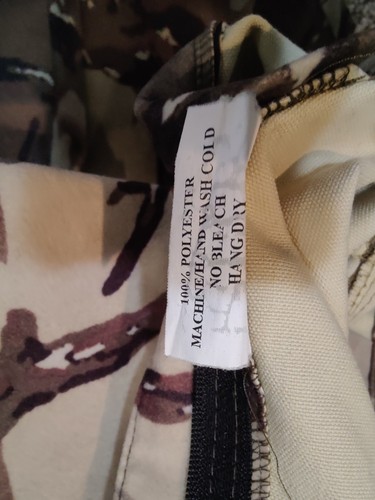 100% POLYESTER
MACHINE/HAND WASH COLD
NO BLEACH
HANG DRY